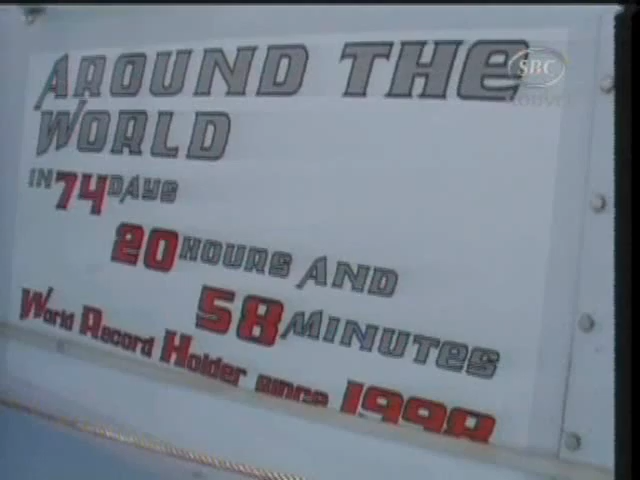 AROUND THE
WORLD
IN 74 DAYS
20 HOURS AND
58 MINUTES
World Record Holder since 1998
SBC